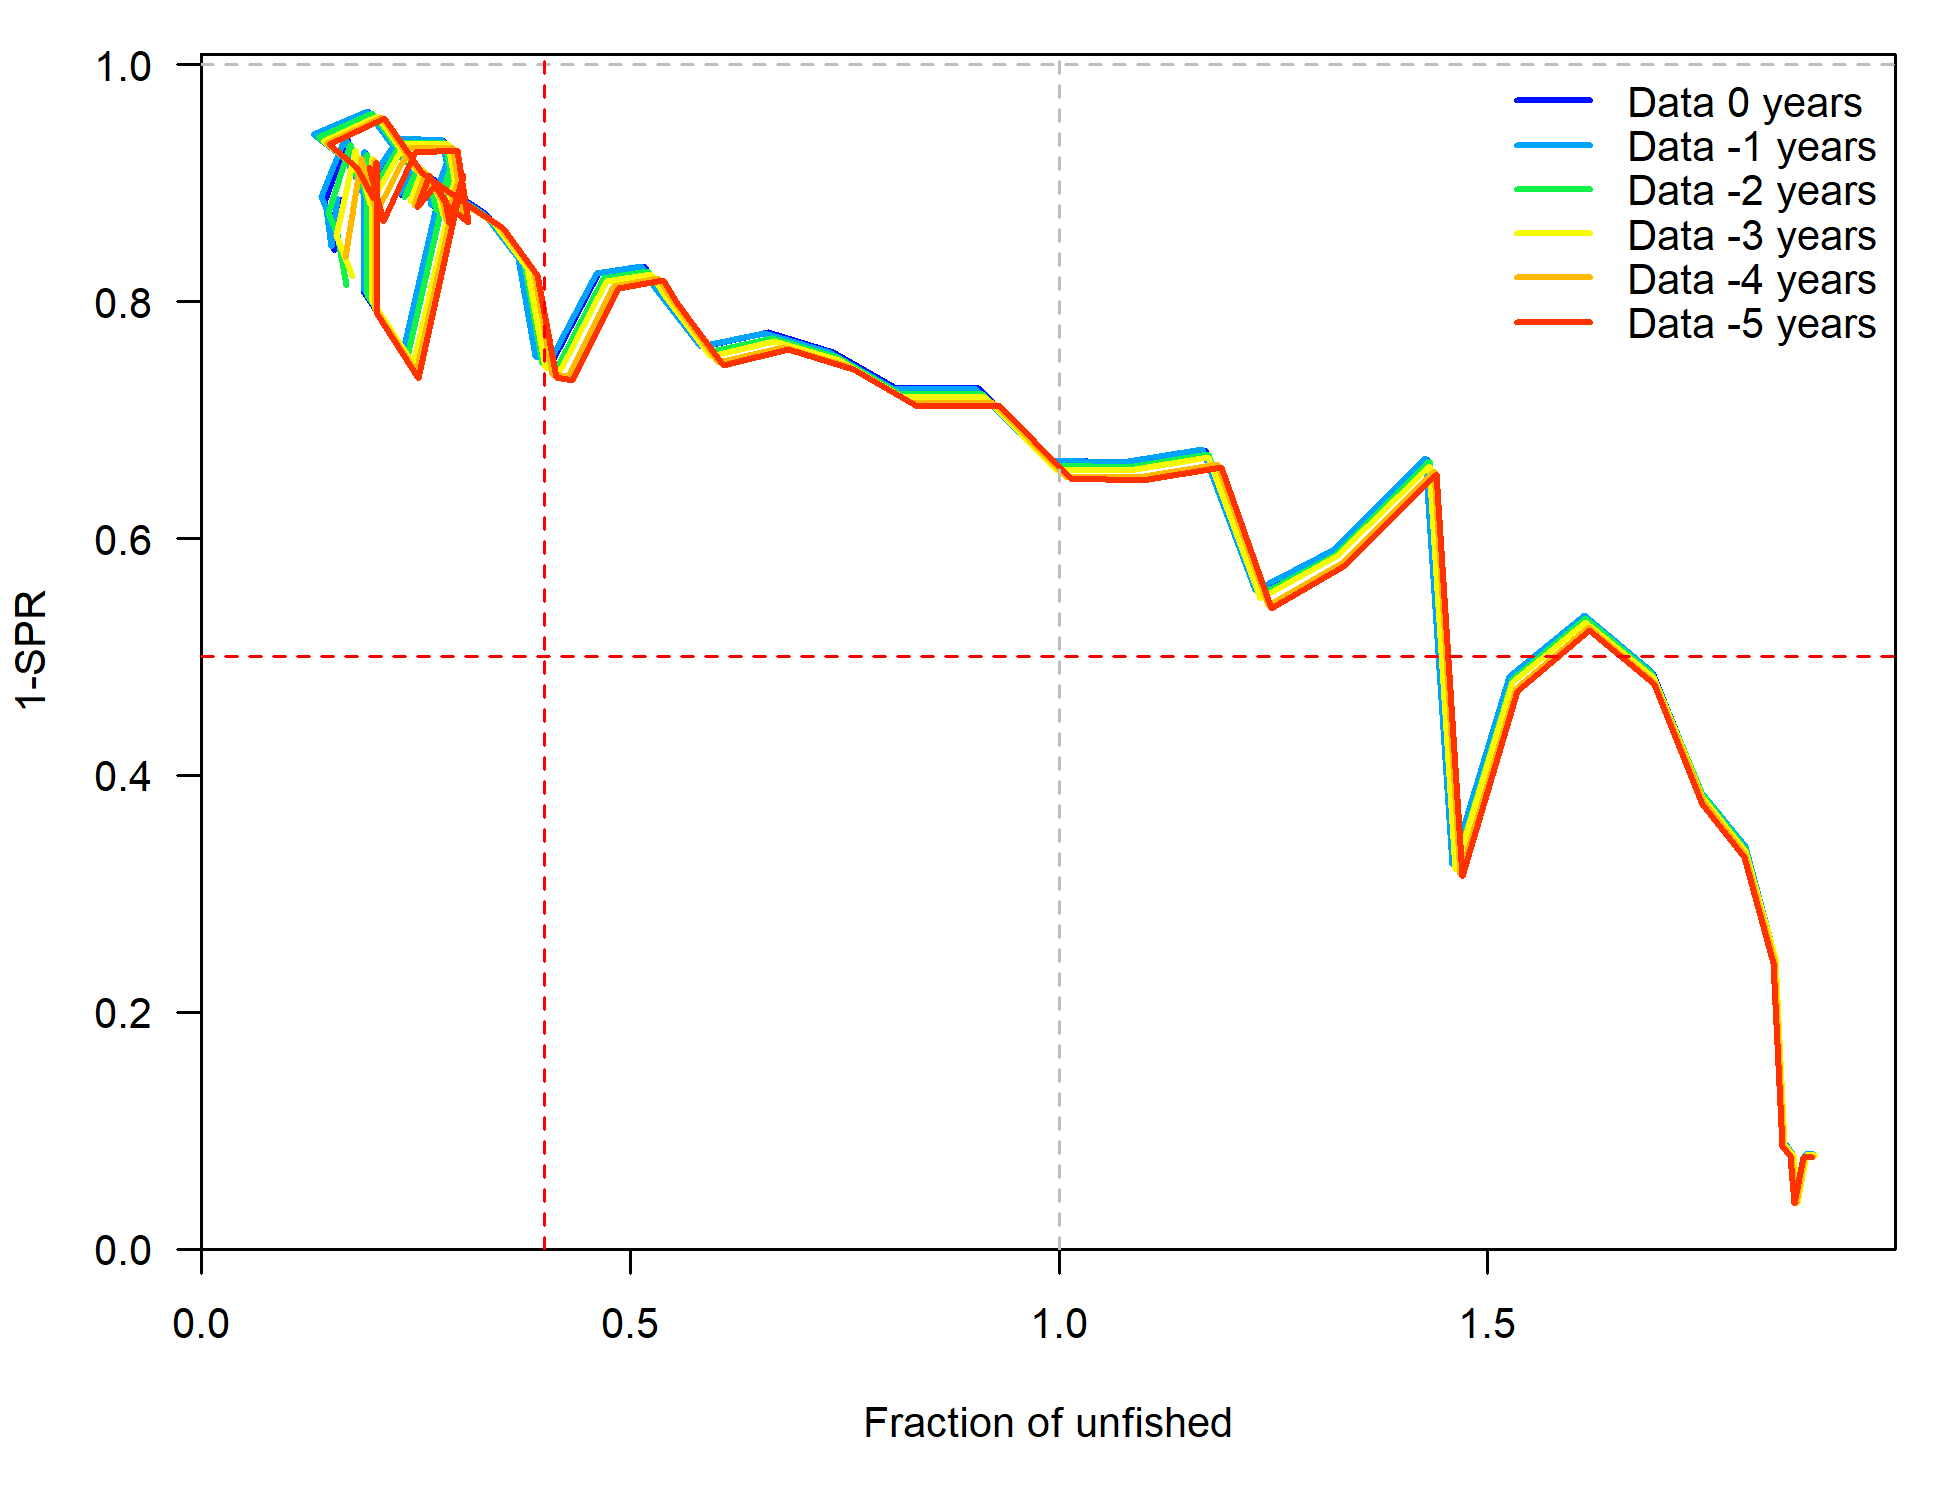 1.0
0.8
0.6
0.4
0.2
0.0
1-SPR
Data 0 years
Data -1 years
Data -2 years
Data -3 years
Data -4 years
Data -5 years
0.0 0.5 1.0 1.5
Fraction of unfished